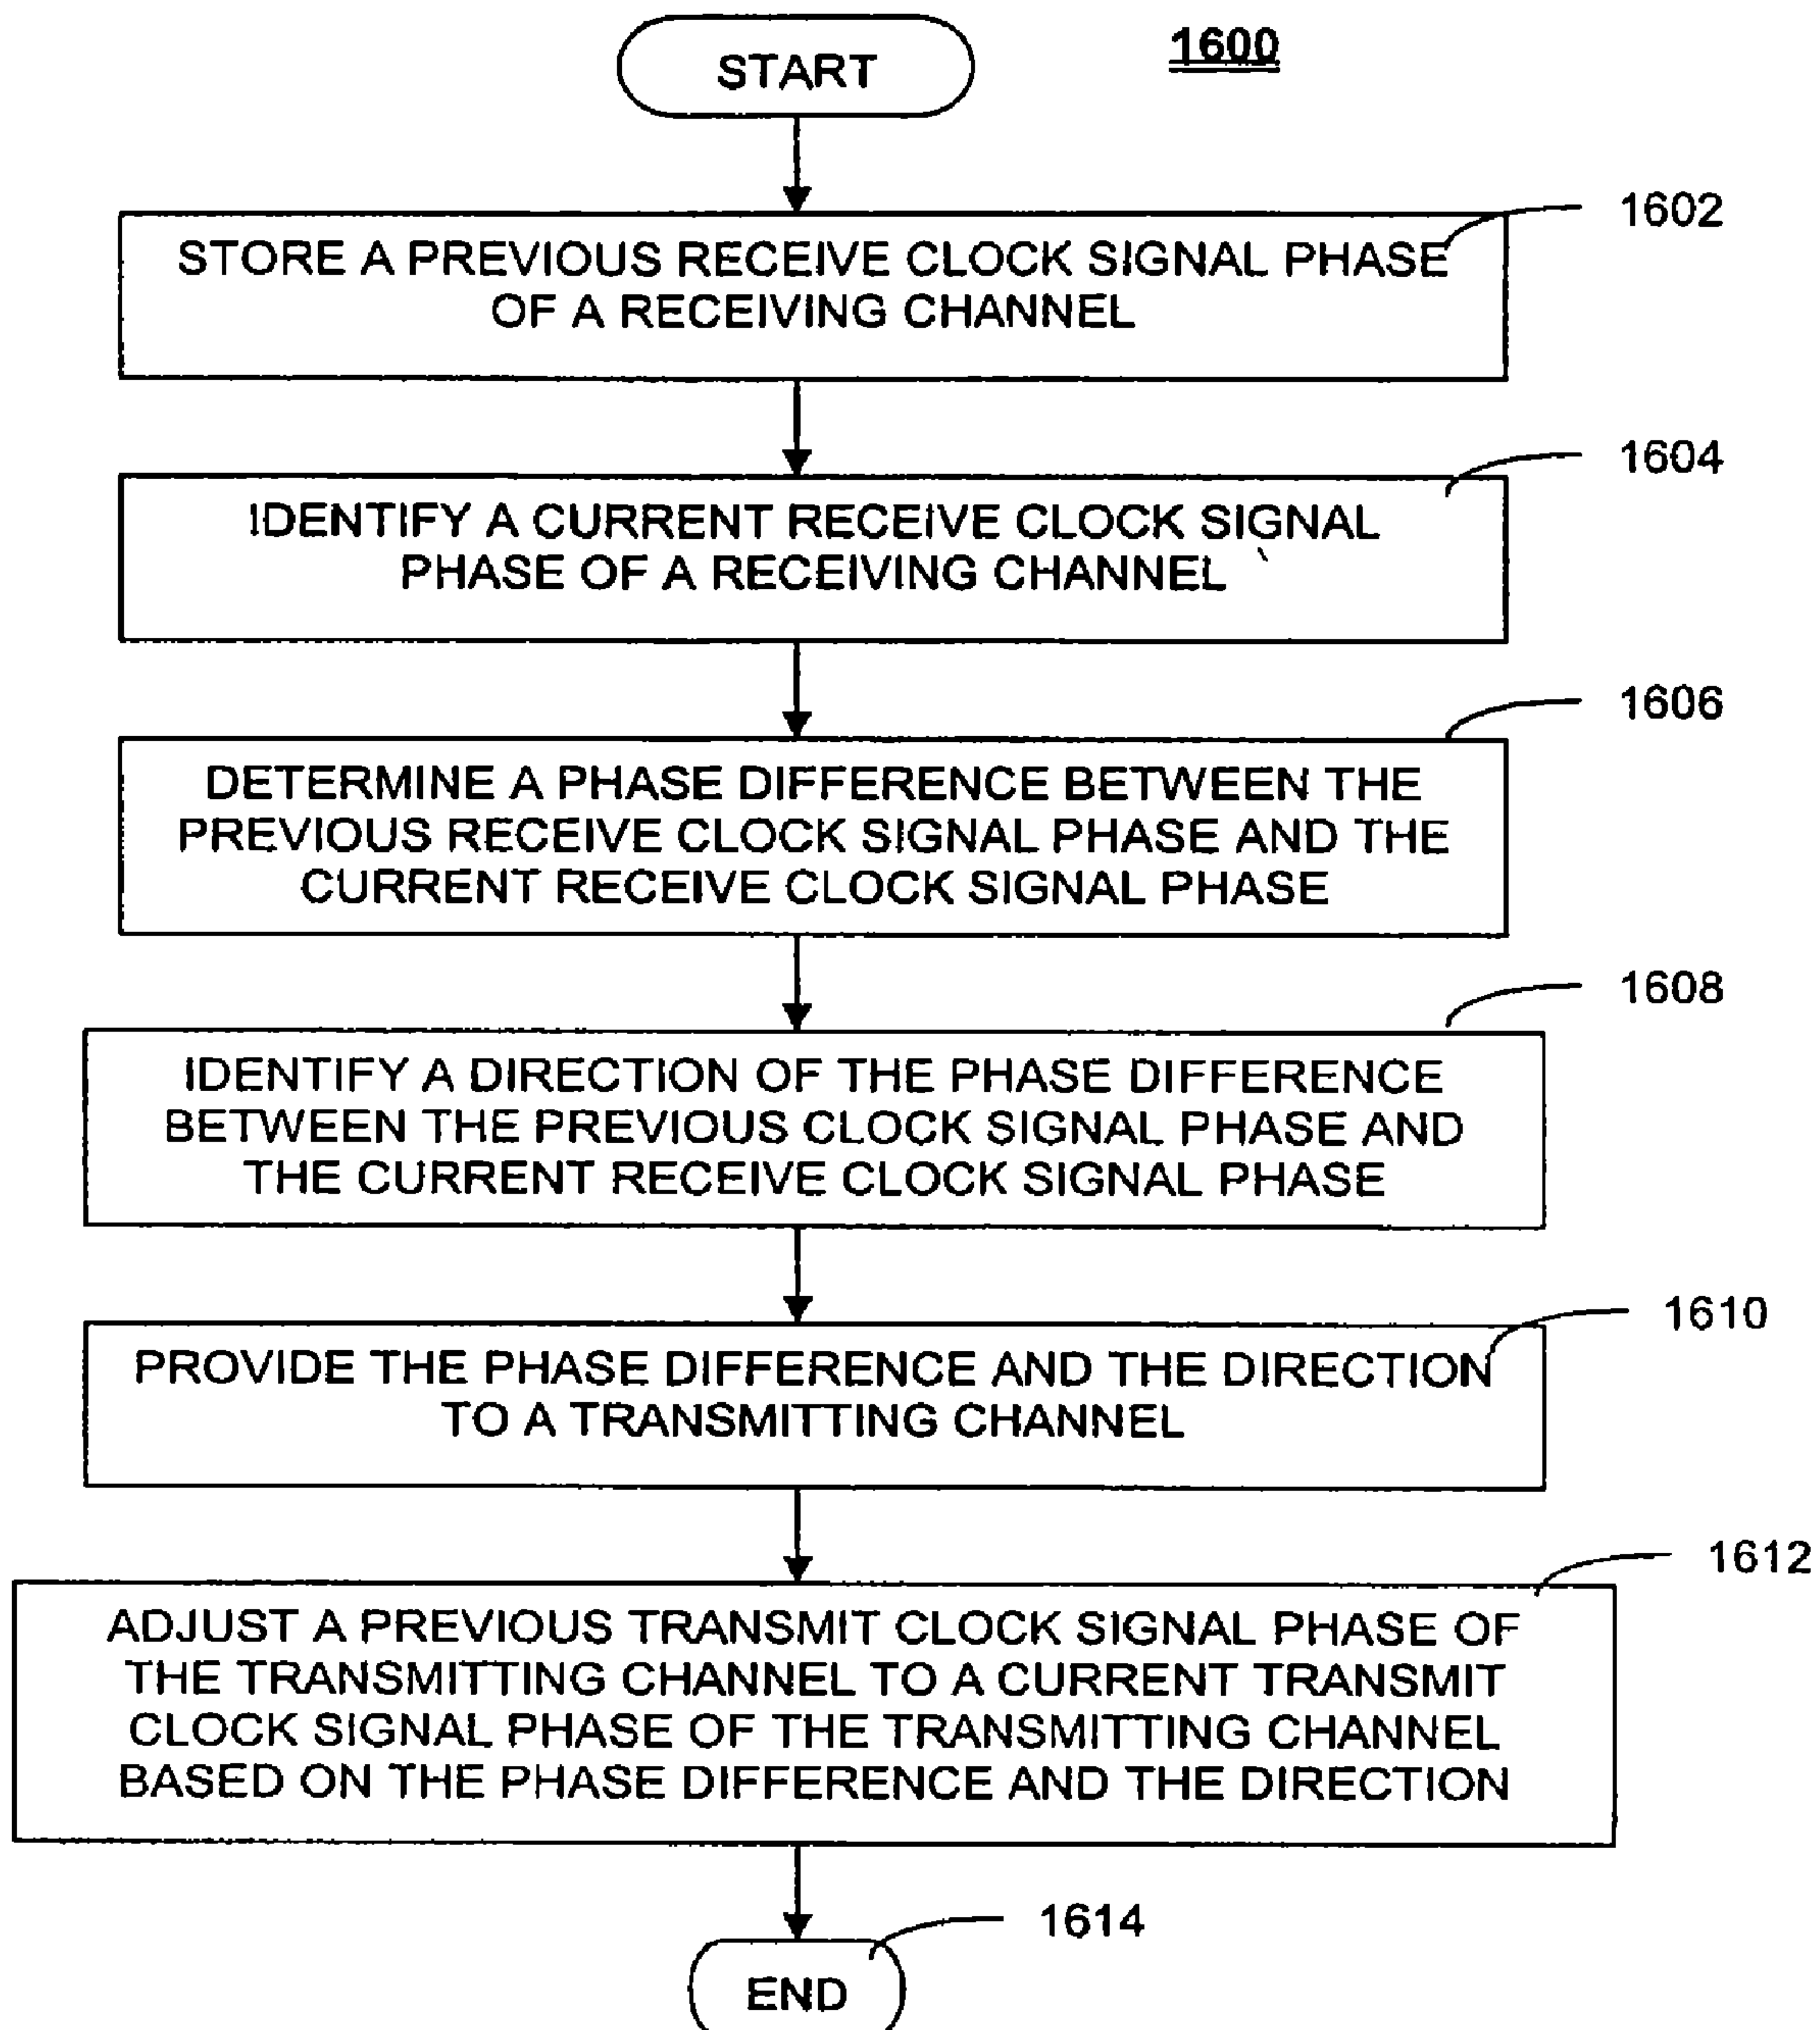 START
1600
1602
STORE A PREVIOUS RECEIVE CLOCK SIGNAL PHASE
OF A RECEIVING CHANNEL
1604
IDENTIFY A CURRENT RECEIVE CLOCK SIGNAL
PHASE OF A RECEIVING CHANNEL
1606
DETERMINE A PHASE DIFFERENCE BETWEEN THE
PREVIOUS RECEIVE CLOCK SIGNAL PHASE AND THE
CURRENT RECEIVE CLOCK SIGNAL PHASE
1608
IDENTIFY A DIRECTION OF THE PHASE DIFFERENCE
BETWEEN THE PREVIOUS CLOCK SIGNAL PHASE AND
THE CURRENT RECEIVE CLOCK SIGNAL PHASE
1610
PROVIDE THE PHASE DIFFERENCE AND THE DIRECTION
TO A TRANSMITTING CHANNEL
1612
ADJUST A PREVIOUS TRANSMIT CLOCK SIGNAL PHASE OF
THE TRANSMITTING CHANNEL TO A CURRENT TRANSMIT
CLOCK SIGNAL PHASE OF THE TRANSMITTING CHANNEL
BASED ON THE PHASE DIFFERENCE AND THE DIRECTION
1614
END